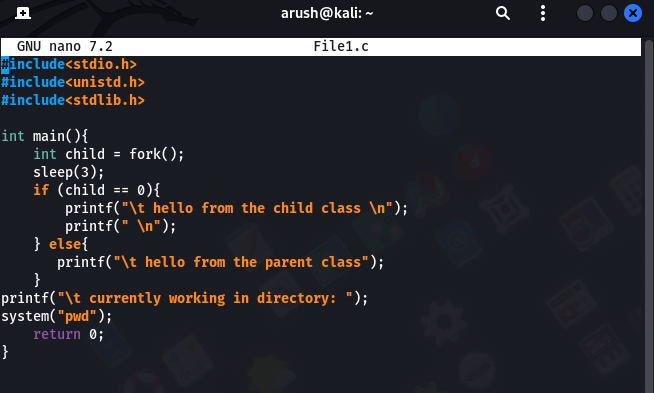 arush@kali: ~
GNU nano 7.2 File1.c
#include<stdio.h>
#include<unistd.h>
#include<stdlib.h>
int main(){
    int child = fork();
    sleep(3);
    if (child == 0){
        printf("\t hello from the child class \n");
        printf(" \n");
    } else{
       printf("\t hello from the parent class");
    }
printf("\t currently working in directory: ");
system("pwd");
    return 0;
}